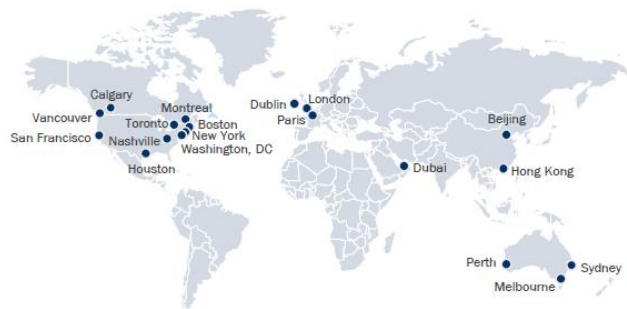 Calgary
Vancouver
Montreal
Toronto
Boston
San Francisco
Nashville
New York
Washington, DC
Houston
Dublin
London
Paris
Beijing
Dubai
Hong Kong
Perth
Sydney
Melbourne